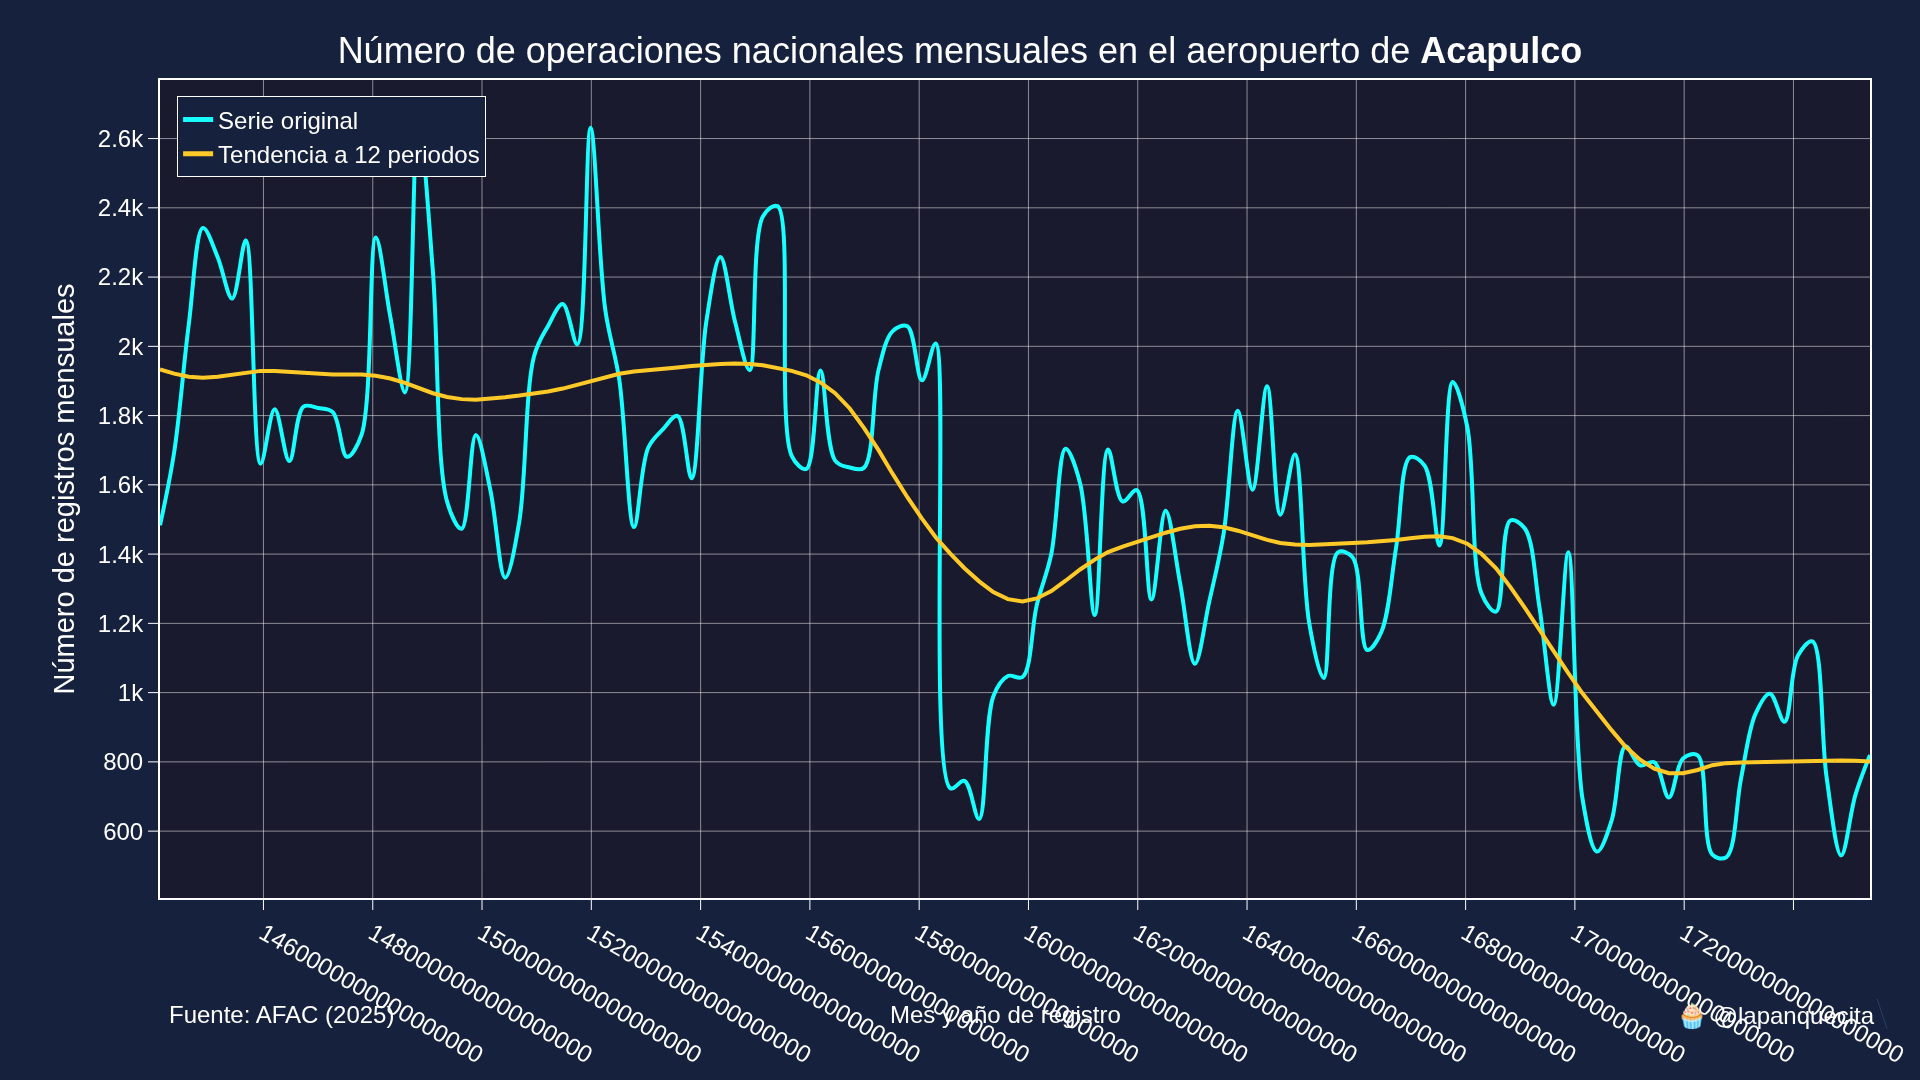 Número de operaciones nacionales mensuales en el aeropuerto de Acapulco
Serie original
Tendencia a 12 periodos
Número de registros mensuales
2.6k
2.4k
2.2k
2k
1.8k
1.6k
1.4k
1.2k
1k
800
600
1460000000000000000
1480000000000000000
1500000000000000000
1520000000000000000
1540000000000000000
1560000000000000000
1580000000000000000
1600000000000000000
1620000000000000000
1640000000000000000
1660000000000000000
1680000000000000000
1700000000000000000
1720000000000000000
Fuente: AFAC (2025)
Mes y año de registro
🧁 @lapanquecita